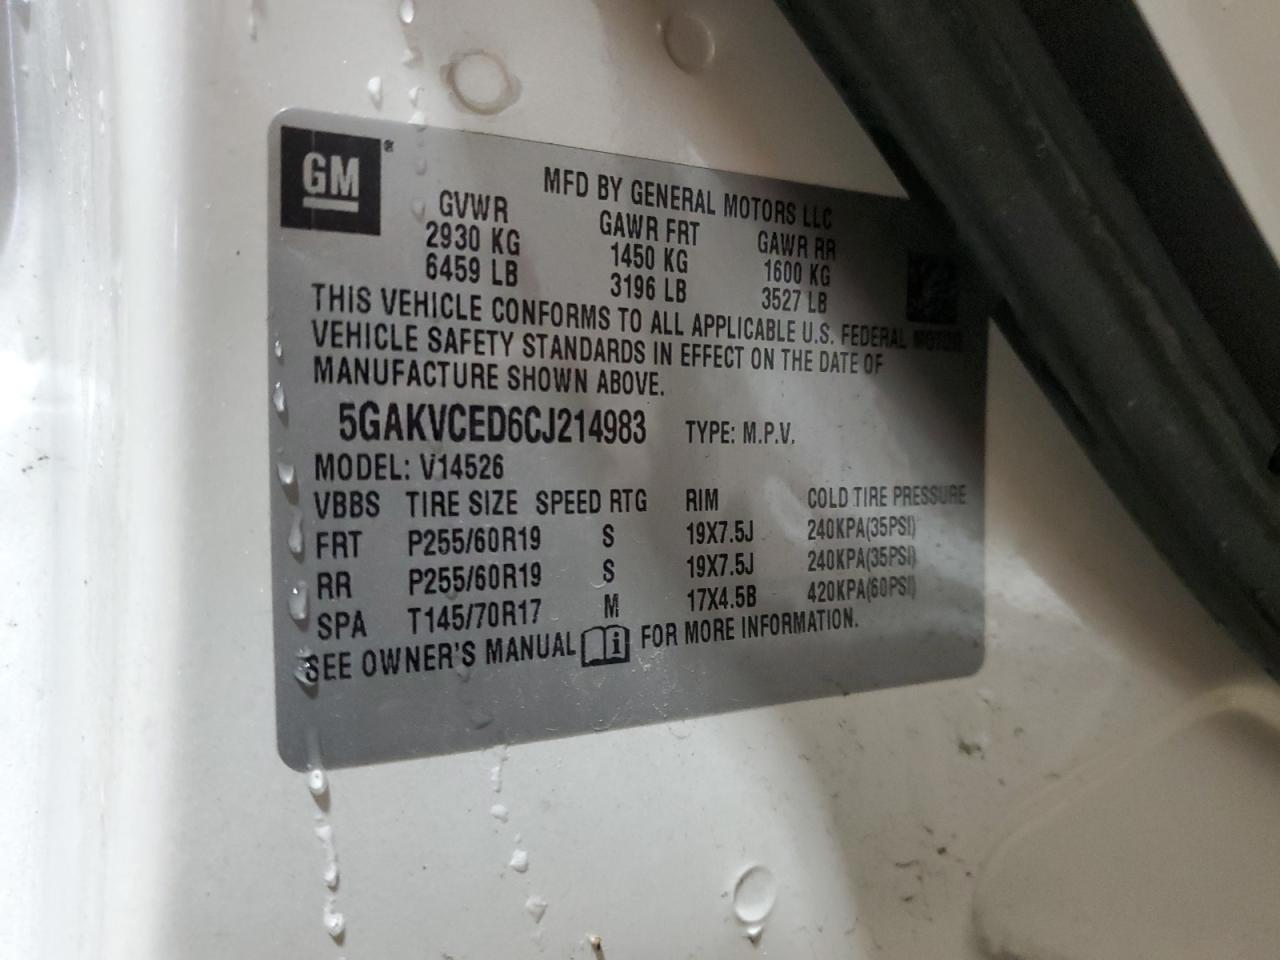 GM®
MFD BY GENERAL MOTORS LLC
GVWR GAWR FRT GAWR RR
2930 KG 1450 KG 1600 KG
6459 LB 3196 LB 3527 LB
THIS VEHICLE CONFORMS TO ALL APPLICABLE U.S. FEDERAL MOTOR
VEHICLE SAFETY STANDARDS IN EFFECT ON THE DATE OF
MANUFACTURE SHOWN ABOVE.
5GAKVCED6CJ214983 TYPE: M.P.V.
MODEL: V14526
VBBS TIRE SIZE SPEED RTG RIM COLD TIRE PRESSURE
FRT P255/60R19 S 19X7.5J 240KPA(35PSI)
RR P255/60R19 S 19X7.5J 240KPA(35PSI)
SPA T145/70R17 M 17X4.5B 420KPA(60PSI)
SEE OWNER'S MANUAL i FOR MORE INFORMATION.